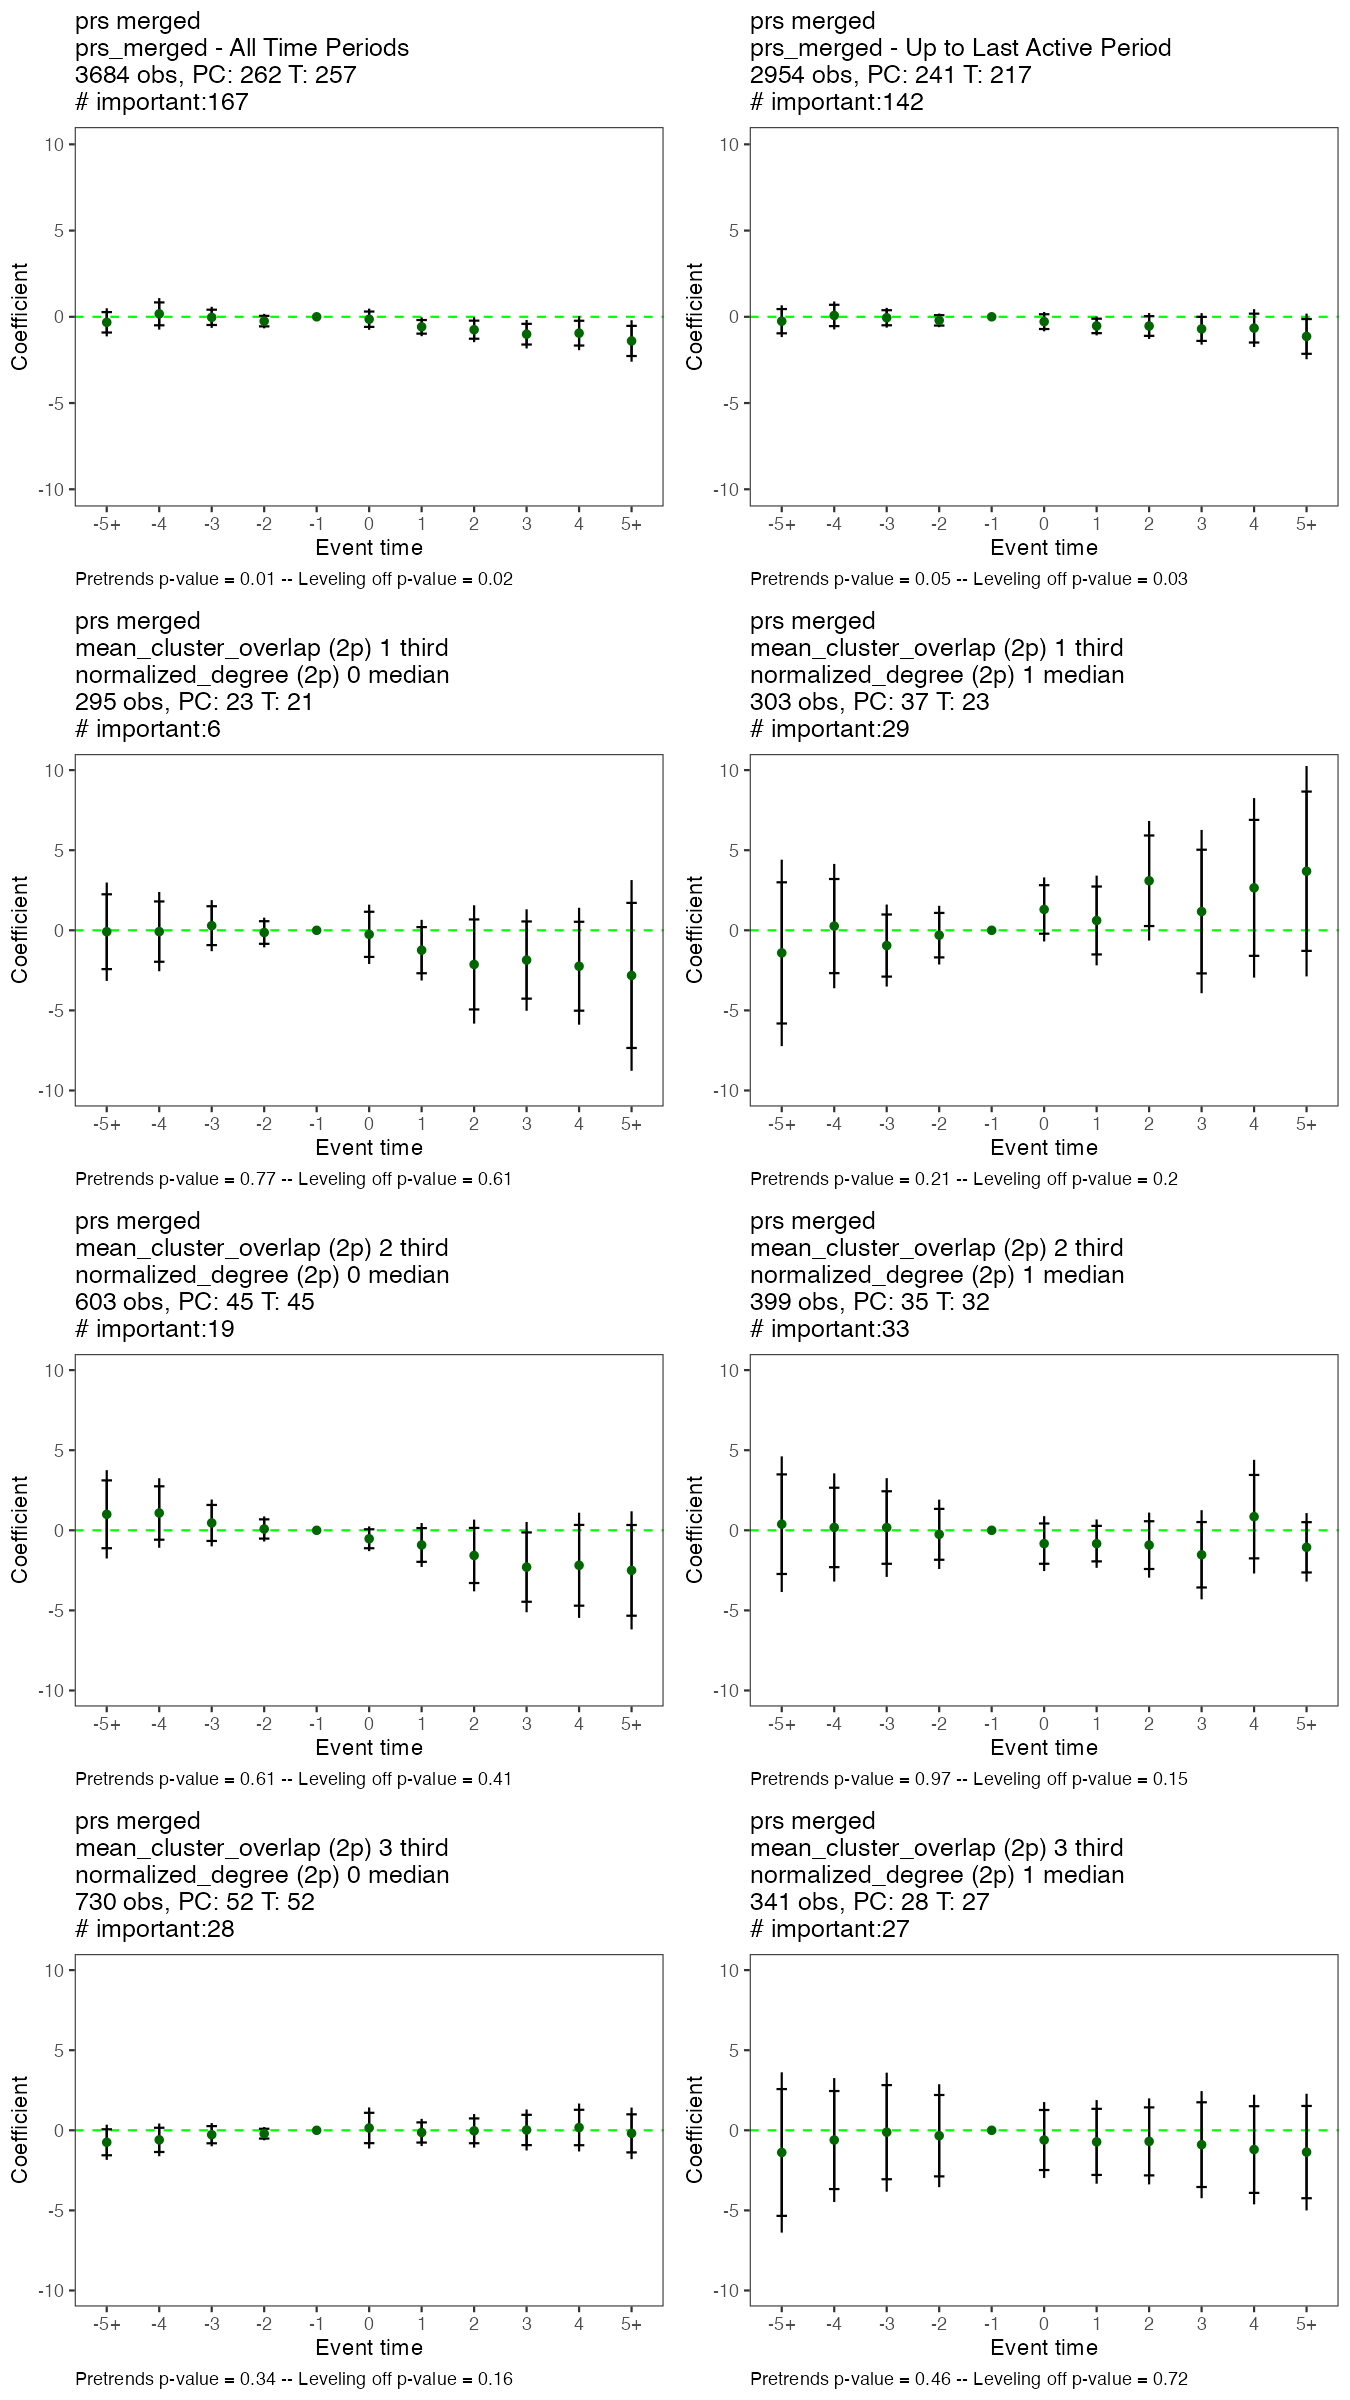 prs merged
prs_merged - All Time Periods
3684 obs, PC: 262 T: 257
# important:167
10
5
0
-5
-10
Coefficient
-5+ -4 -3 -2 -1 0 1 2 3 4 5+
Event time
Pretrends p-value = 0.01 -- Leveling off p-value = 0.02
prs merged
prs_merged - Up to Last Active Period
2954 obs, PC: 241 T: 217
# important:142
10
5
0
-5
-10
Coefficient
-5+ -4 -3 -2 -1 0 1 2 3 4 5+
Event time
Pretrends p-value = 0.05 -- Leveling off p-value = 0.03
prs merged
mean_cluster_overlap (2p) 1 third
normalized_degree (2p) 0 median
295 obs, PC: 23 T: 21
# important:6
10
5
0
-5
-10
Coefficient
-5+ -4 -3 -2 -1 0 1 2 3 4 5+
Event time
Pretrends p-value = 0.77 -- Leveling off p-value = 0.61
prs merged
mean_cluster_overlap (2p) 1 third
normalized_degree (2p) 1 median
303 obs, PC: 37 T: 23
# important:29
10
5
0
-5
-10
Coefficient
-5+ -4 -3 -2 -1 0 1 2 3 4 5+
Event time
Pretrends p-value = 0.21 -- Leveling off p-value = 0.2
prs merged
mean_cluster_overlap (2p) 2 third
normalized_degree (2p) 0 median
603 obs, PC: 45 T: 45
# important:19
10
5
0
-5
-10
Coefficient
-5+ -4 -3 -2 -1 0 1 2 3 4 5+
Event time
Pretrends p-value = 0.61 -- Leveling off p-value = 0.41
prs merged
mean_cluster_overlap (2p) 2 third
normalized_degree (2p) 1 median
399 obs, PC: 35 T: 32
# important:33
10
5
0
-5
-10
Coefficient
-5+ -4 -3 -2 -1 0 1 2 3 4 5+
Event time
Pretrends p-value = 0.97 -- Leveling off p-value = 0.15
prs merged
mean_cluster_overlap (2p) 3 third
normalized_degree (2p) 0 median
730 obs, PC: 52 T: 52
# important:28
10
5
0
-5
-10
Coefficient
-5+ -4 -3 -2 -1 0 1 2 3 4 5+
Event time
Pretrends p-value = 0.34 -- Leveling off p-value = 0.16
prs merged
mean_cluster_overlap (2p) 3 third
normalized_degree (2p) 1 median
341 obs, PC: 28 T: 27
# important:27
10
5
0
-5
-10
Coefficient
-5+ -4 -3 -2 -1 0 1 2 3 4 5+
Event time
Pretrends p-value = 0.46 -- Leveling off p-value = 0.72